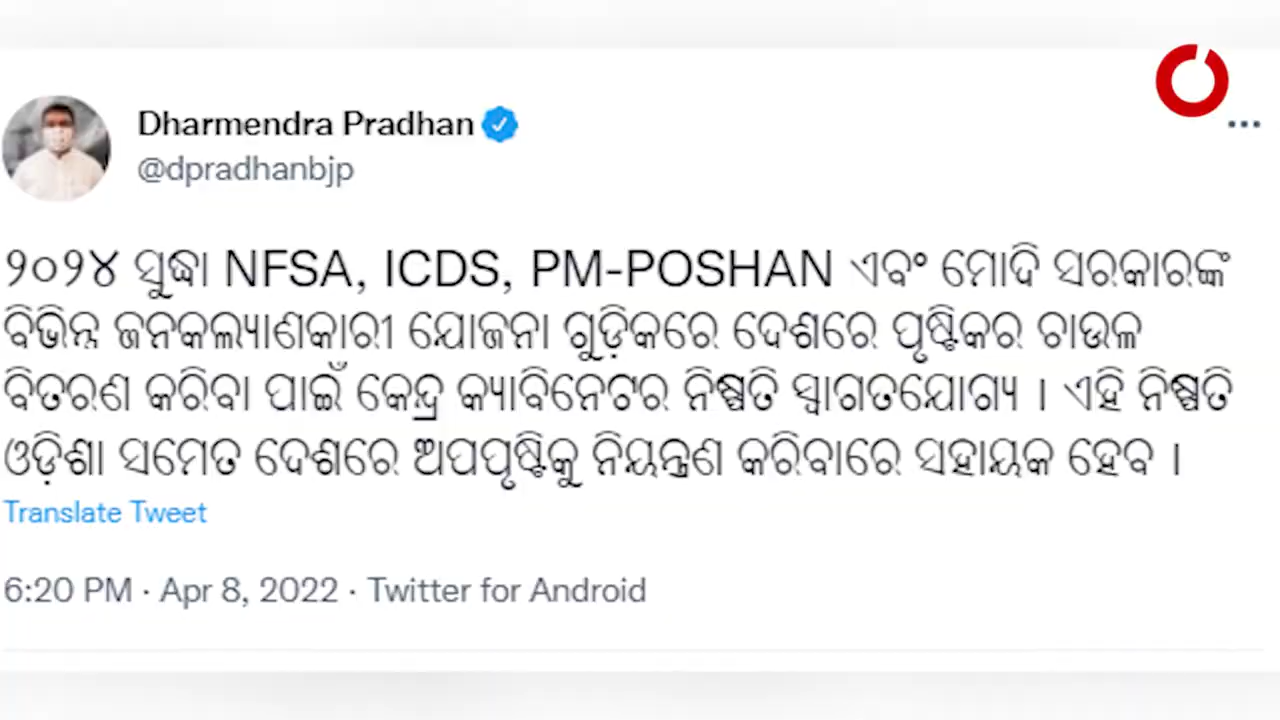 Dharmendra Pradhan
@dpradhanbjp
୨୦୨୪ ସୁଦ୍ଧା NFSA, ICDS, PM-POSHAN ଏବଂ ମୋଦି ସରକାରଙ୍କ
ବିଭିନ୍ନ ଜନକଲ୍ୟାଣକାରୀ ଯୋଜନା ଗୁଡ଼ିକରେ ଦେଶରେ ପୃଷ୍ଟିକର ଚାଉଳ
ବିତରଣ କରିବା ପାଇଁ କେନ୍ଦ୍ର କ୍ୟାବିନେଟର ନିଷ୍ପତି ସ୍ୱାଗତଯୋଗ୍ୟ । ଏହି ନିଷ୍ପତି
ଓଡ଼ିଶା ସମେତ ଦେଶରେ ଅପପୃଷ୍ଟିକୁ ନିୟନ୍ତ୍ରଣ କରିବାରେ ସହାୟକ ହେବ ।
Translate Tweet
6:20 PM · Apr 8, 2022 · Twitter for Android